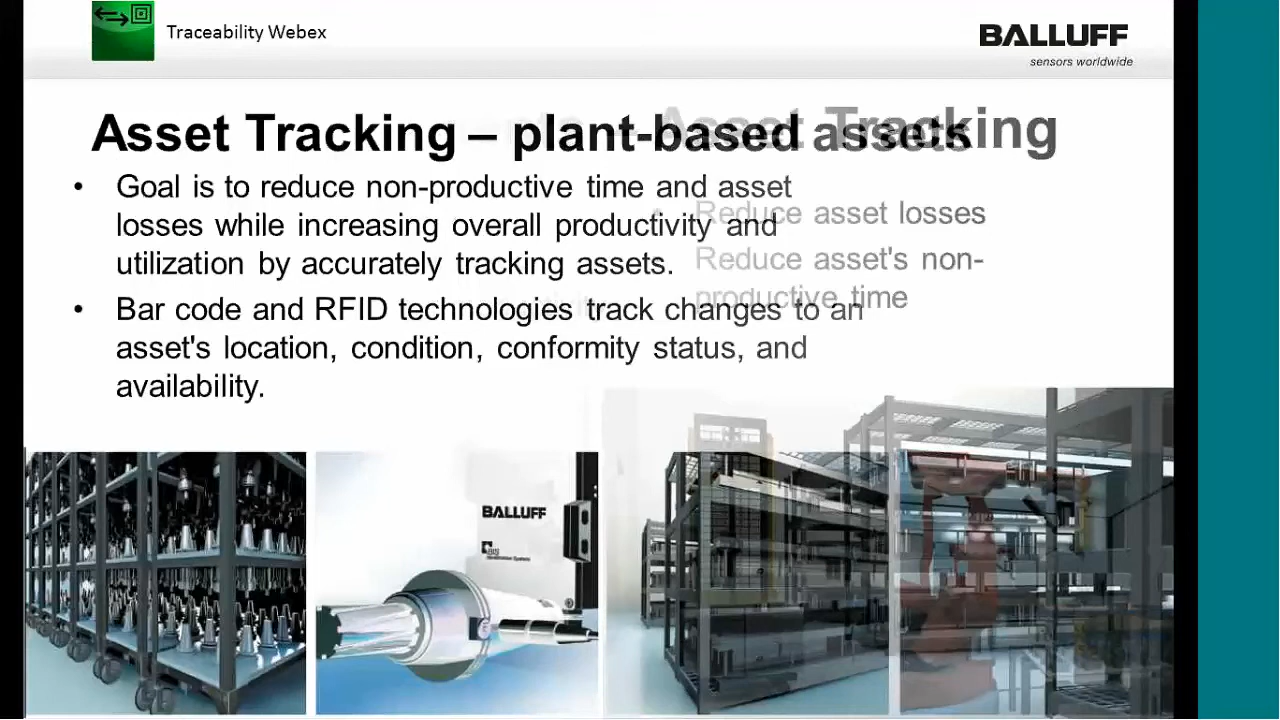 Traceability Webex
BALLUFF
sensors worldwide
Asset Tracking – plant-based assets
Asset Tracking
• Goal is to reduce non-productive time and asset
losses while increasing overall productivity and
utilization by accurately tracking assets.
• Bar code and RFID technologies track changes to an
asset's location, condition, conformity status, and
availability.
Reduce asset losses
Reduce asset's non-
productive time
BALLUFF